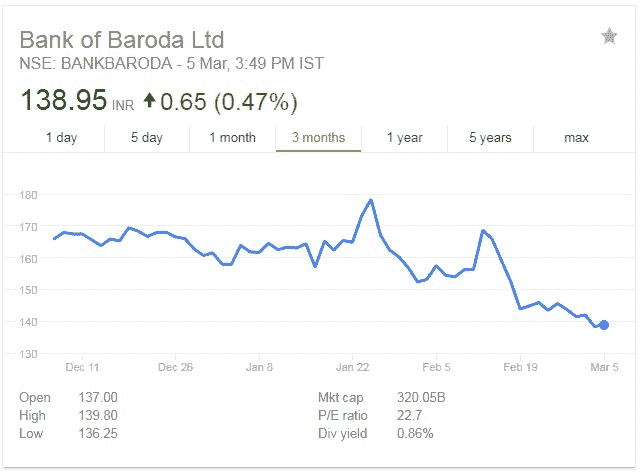 Bank of Baroda Ltd
NSE: BANKBARODA - 5 Mar, 3:49 PM IST
138.95 INR ↑ 0.65 (0.47%)
1 day 5 day 1 month 3 months 1 year 5 years max
180
170
160
150
140
130
Dec 11 Dec 26 Jan 8 Jan 22 Feb 5 Feb 19 Mar 5
Open 137.00 Mkt cap 320.05B
High 139.80 P/E ratio 22.7
Low 136.25 Div yield 0.86%